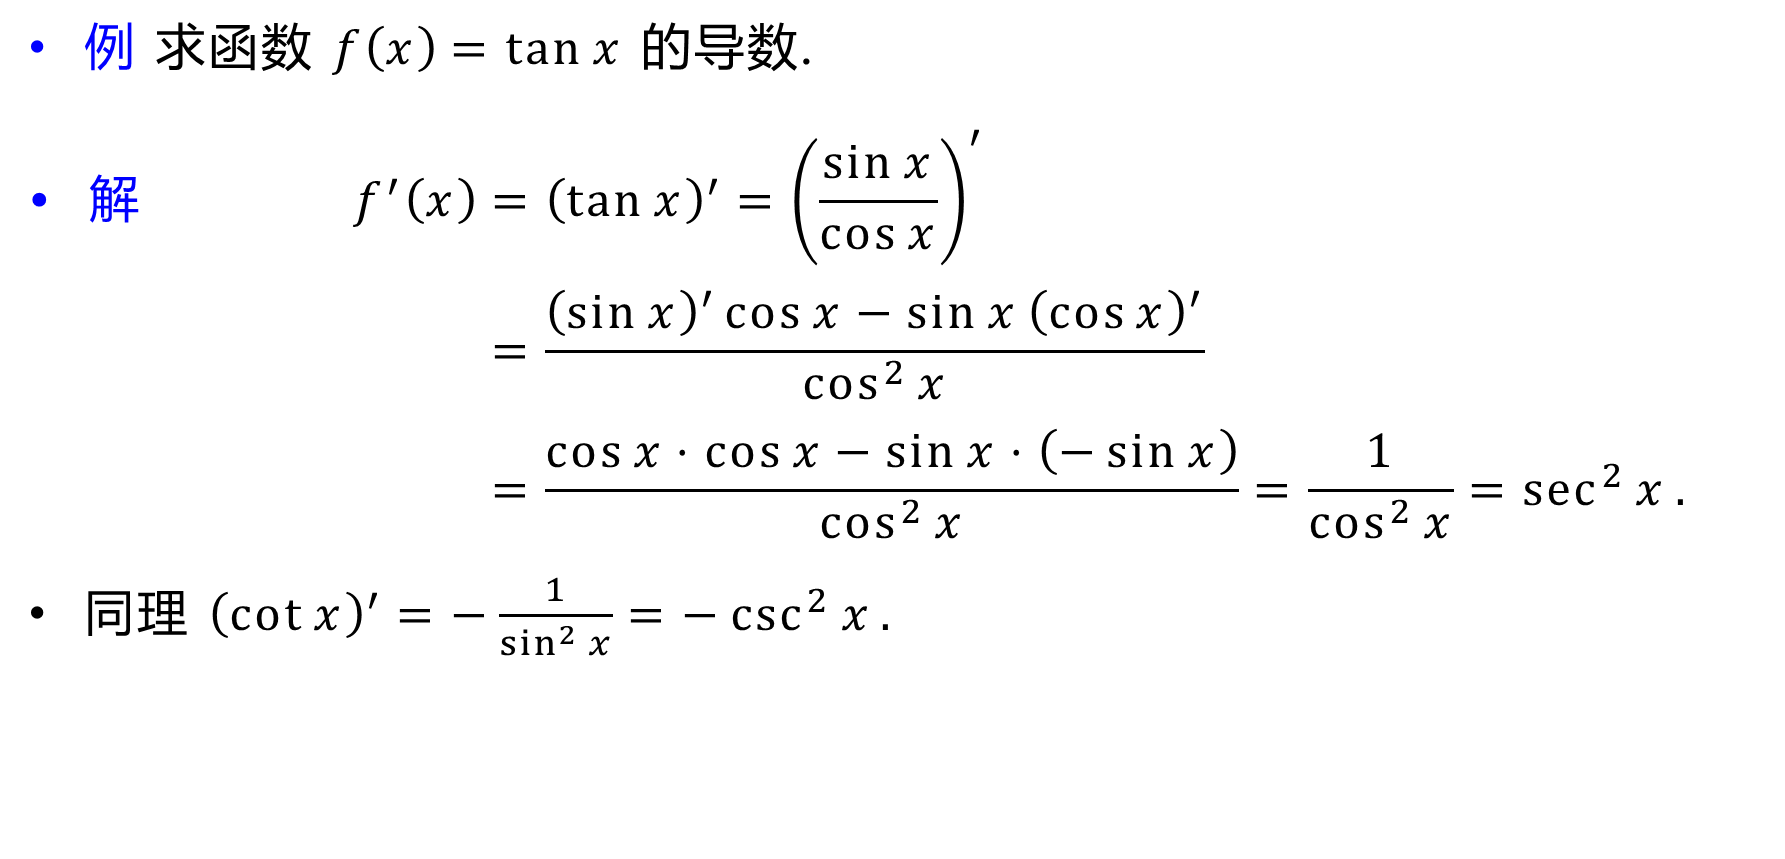 • 例 求函数 f(x) = tan x 的导数.
• 解 f′(x) = (tan x)′ = (sin x / cos x)′
= ((sin x)′ cos x − sin x (cos x)′) / cos² x
= (cos x · cos x − sin x · (− sin x)) / cos² x = 1 / cos² x = sec² x .
• 同理 (cot x)′ = − 1 / sin² x = − csc² x .